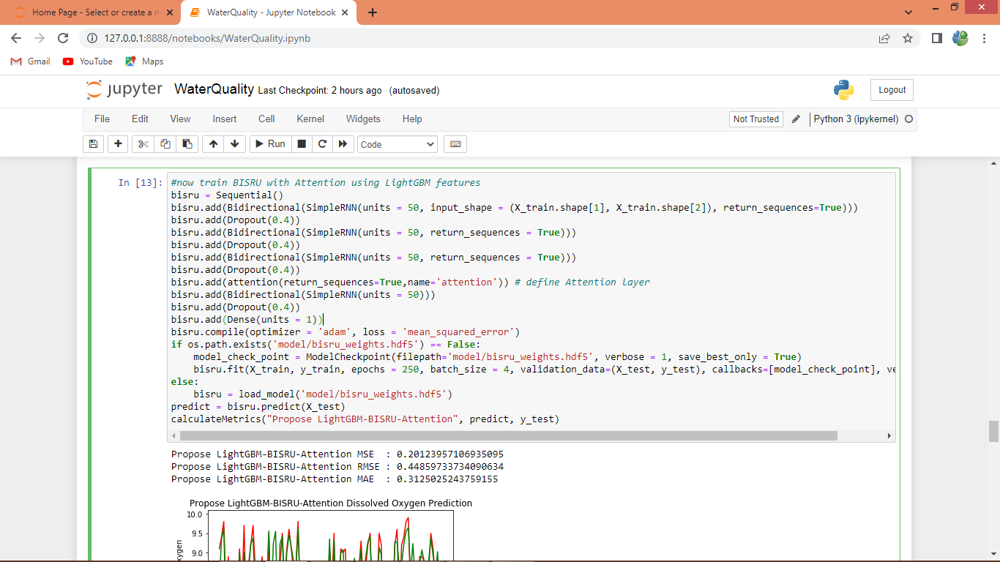 Home Page - Select or create a n
WaterQuality - Jupyter Notebook
127.0.0.1:8888/notebooks/WaterQuality.ipynb
Gmail YouTube Maps
jupyter WaterQuality Last Checkpoint: 2 hours ago (autosaved)
Logout
File Edit View Insert Cell Kernel Widgets Help
Not Trusted
Python 3 (ipykernel)
Run
Code
In [13]:
#now train BISRU with Attention using LightGBM features
bisru = Sequential()
bisru.add(Bidirectional(SimpleRNN(units = 50, input_shape = (X_train.shape[1], X_train.shape[2]), return_sequences=True)))
bisru.add(Dropout(0.4))
bisru.add(Bidirectional(SimpleRNN(units = 50, return_sequences = True)))
bisru.add(Dropout(0.4))
bisru.add(Bidirectional(SimpleRNN(units = 50, return_sequences = True)))
bisru.add(Dropout(0.4))
bisru.add(attention(return_sequences=True,name='attention')) # define Attention layer
bisru.add(Bidirectional(SimpleRNN(units = 50)))
bisru.add(Dropout(0.4))
bisru.add(Dense(units = 1))
bisru.compile(optimizer = 'adam', loss = 'mean_squared_error')
if os.path.exists('model/bisru_weights.hdf5') == False:
    model_check_point = ModelCheckpoint(filepath='model/bisru_weights.hdf5', verbose = 1, save_best_only = True)
    bisru.fit(X_train, y_train, epochs = 250, batch_size = 4, validation_data=(X_test, y_test), callbacks=[model_check_point], ve
else:
    bisru = load_model('model/bisru_weights.hdf5')
predict = bisru.predict(X_test)
calculateMetrics("Propose LightGBM-BISRU-Attention", predict, y_test)
Propose LightGBM-BISRU-Attention MSE  : 0.20123957106935095
Propose LightGBM-BISRU-Attention RMSE : 0.44859733734090634
Propose LightGBM-BISRU-Attention MAE  : 0.3125025243759155
Propose LightGBM-BISRU-Attention Dissolved Oxygen Prediction
10.0
9.5
9.0
xygen